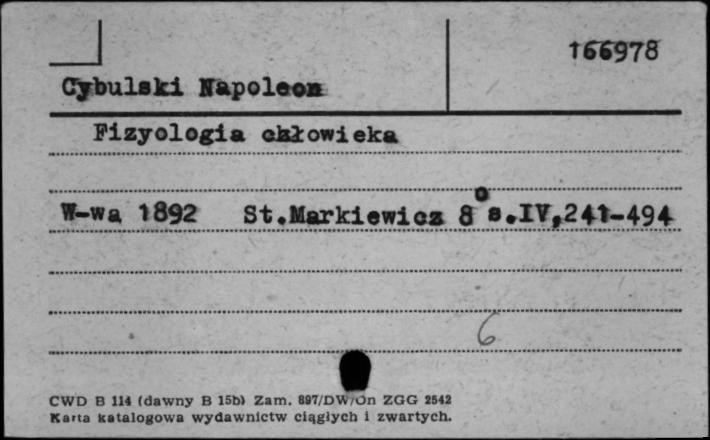 166978
Cybulski Napoleon
Fizyologia człowieka
W-wa 1892 St.Markiewicz 8° s.IV,241-494
6
CWD B 114 (dawny B 15b) Zam. 897/DW/On ZGG 2542
Karta katalogowa wydawnictw ciągłych i zwartych.